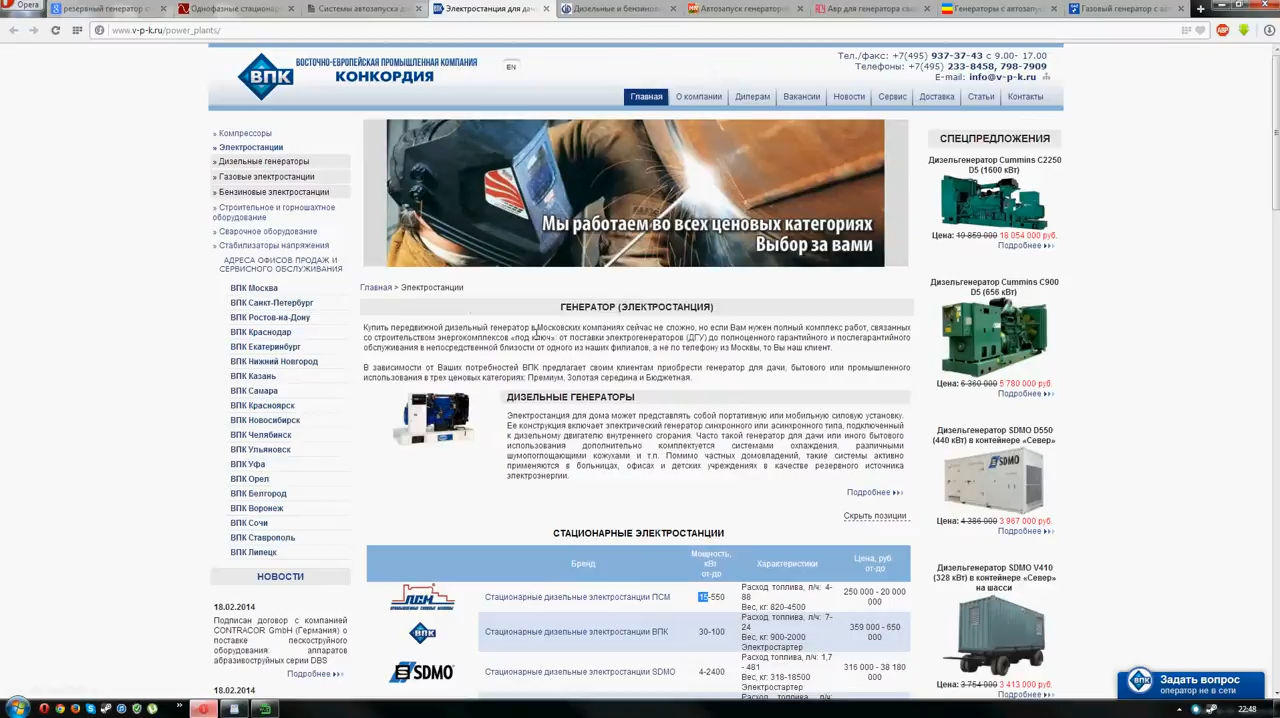 Opera
резервный генератор с
Однофазные стационар
Системы автозапуска д
Электростанция для да
Дизельные и бензинов
Автозапуск генератора
Авр для генератора сва
Генераторы с автозапу
Газовый генератор с ав
www.v-p-k.ru/power_plants/
ABP
ВПК
ВОСТОЧНО-ЕВРОПЕЙСКАЯ ПРОМЫШЛЕННАЯ КОМПАНИЯ
КОНКОРДИЯ
EN
Тел./факс: +7(495) 937-37-43 с 9.00- 17.00
Телефоны: +7(495) 233-8458, 798-7909
E-mail: info@v-p-k.ru
Главная О компании Дилерам Вакансии Новости Сервис Доставка Статьи Контакты
» Компрессоры
» Электростанции
» Дизельные генераторы
» Газовые электростанции
» Бензиновые электростанции
» Строительное и горношахтное
оборудование
» Сварочное оборудование
» Стабилизаторы напряжения
АДРЕСА ОФИСОВ ПРОДАЖ И
СЕРВИСНОГО ОБСЛУЖИВАНИЯ
ВПК Москва
ВПК Санкт-Петербург
ВПК Ростов-на-Дону
ВПК Краснодар
ВПК Екатеринбург
ВПК Нижний Новгород
ВПК Казань
ВПК Самара
ВПК Красноярск
ВПК Новосибирск
ВПК Челябинск
ВПК Ульяновск
ВПК Уфа
ВПК Орел
ВПК Белгород
ВПК Воронеж
ВПК Сочи
ВПК Ставрополь
ВПК Липецк
НОВОСТИ
18.02.2014
Подписан договор с компанией
CONTRACOR GmbH (Германия) о
поставке пескоструйного
оборудования: аппаратов
абразивоструйных серии DBS
Подробнее
18.02.2014
Мы работаем во всех ценовых категориях
Выбор за вами
Главная > Электростанции
ГЕНЕРАТОР (ЭЛЕКТРОСТАНЦИЯ)
Купить передвижной дизельный генератор в Московских компаниях сейчас не сложно, но если Вам нужен полный комплекс работ, связанных
со строительством энергокомплексов «под ключ»: от поставки электрогенераторов (ДГУ) до полноценного гарантийного и послегарантийного
обслуживания в непосредственной близости от одного из наших филиалов, а не по телефону из Москвы, то Вы наш клиент.
В зависимости от Ваших потребностей ВПК предлагает своим клиентам приобрести генератор для дачи, бытового или промышленного
использования в трех ценовых категориях: Премиум, Золотая середина и Бюджетная.
ДИЗЕЛЬНЫЕ ГЕНЕРАТОРЫ
Электростанция для дома может представлять собой портативную или мобильную силовую установку.
Ее конструкция включает электрический генератор синхронного или асинхронного типа, подключенный
к дизельному двигателю внутреннего сгорания. Часто такой генератор для дачи или иного бытового
использования дополнительно комплектуется системами охлаждения, различными
шумопоглощающими кожухами и т.п. Помимо частных домовладений, такие системы активно
применяются в больницах, офисах и детских учреждениях в качестве резервного источника
электроэнергии.
Подробнее
Скрыть позиции
СТАЦИОНАРНЫЕ ЭЛЕКТРОСТАНЦИИ
Бренд
Мощность,
кВт
от-до
Характеристики
Цена, руб
от-до
ПСМ
Стационарные дизельные электростанции ПСМ
15-550
Расход топлива, л/ч: 4-
88
Вес, кг: 820-4500
250 000 - 20 000
000
ВПК
Стационарные дизельные электростанции ВПК
30-100
Расход топлива, л/ч: 7-
24
Вес, кг: 900-2000
Электростартер
359 000 - 650
000
SDMO
Стационарные дизельные электростанции SDMO
4-2400
Расход топлива, л/ч: 1,7
- 481
Вес, кг: 318-18500
Электростартер
316 000 - 38 180
000
СПЕЦПРЕДЛОЖЕНИЯ
Дизельгенератор Cummins C2250
D5 (1600 кВт)
Цена: 19 859 000 18 054 000 руб.
Подробнее
Дизельгенератор Cummins C900
D5 (656 кВт)
Цена: 6 360 000 5 780 000 руб.
Подробнее
Дизельгенератор SDMO D550
(440 кВт) в контейнере «Север»
SDMO
Цена: 4 386 000 3 967 000 руб.
Подробнее
Дизельгенератор SDMO V410
(328 кВт) в контейнере «Север»
на шасси
Цена: 3 754 000 3 413 000 руб.
Подробнее
ВПК
Задать вопрос
оператор не в сети
22:48